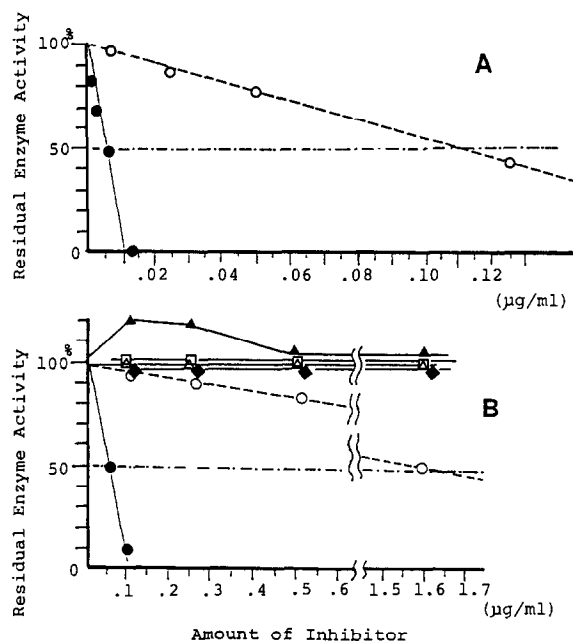 %
100
50
0
Residual Enzyme Activity
A
.02 .04 .06 .08 .10 .12
(µg/ml)
%
100
50
0
Residual Enzyme Activity
B
.1 .2 .3 .4 .5 .6 1.5 1.6 1.7
(µg/ml)
Amount of Inhibitor